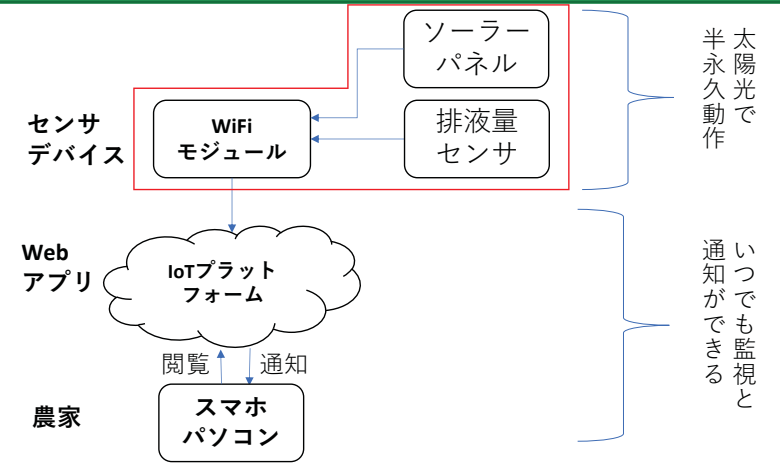 ソーラー
パネル
センサ
デバイス
WiFi
モジュール
排液量
センサ
太陽光で
半永久動作
Web
アプリ
IoTプラット
フォーム
いつでも監視と
通知ができる
閲覧
通知
農家
スマホ
パソコン